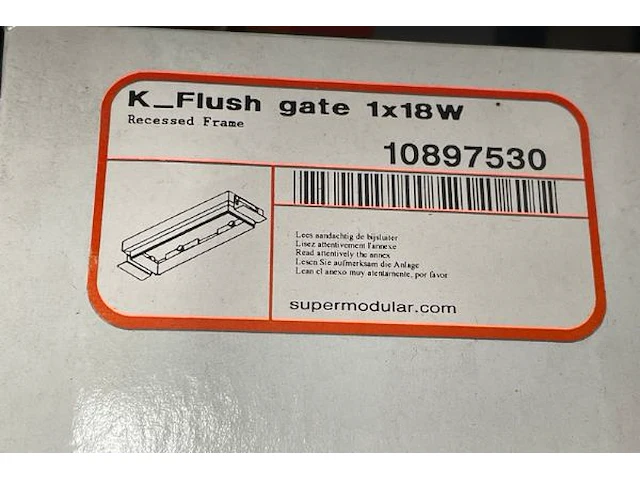 K_Flush gate 1x18W
Recessed Frame
10897530
Lees aandachtig de bijsluiter
Lisez attentivement l'annexe
Read attentively the annex
Lesen Sie aufmerksam die Anlage
Lean el anexo muy atentamente, por favor
supermodular.com